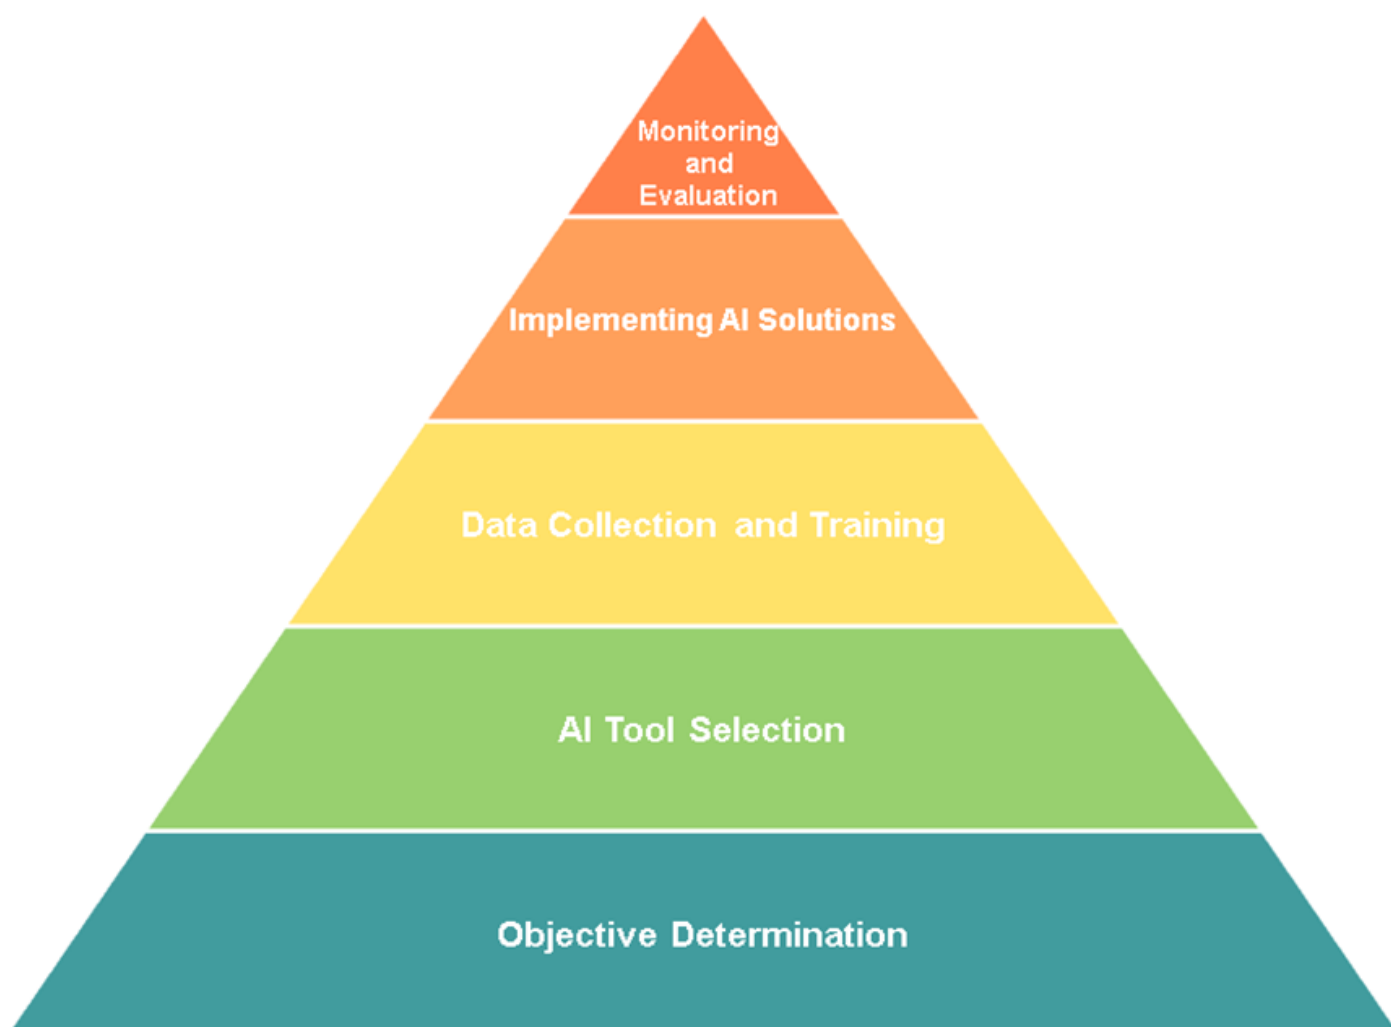 Monitoring
and
Evaluation
Implementing AI Solutions
Data Collection and Training
AI Tool Selection
Objective Determination